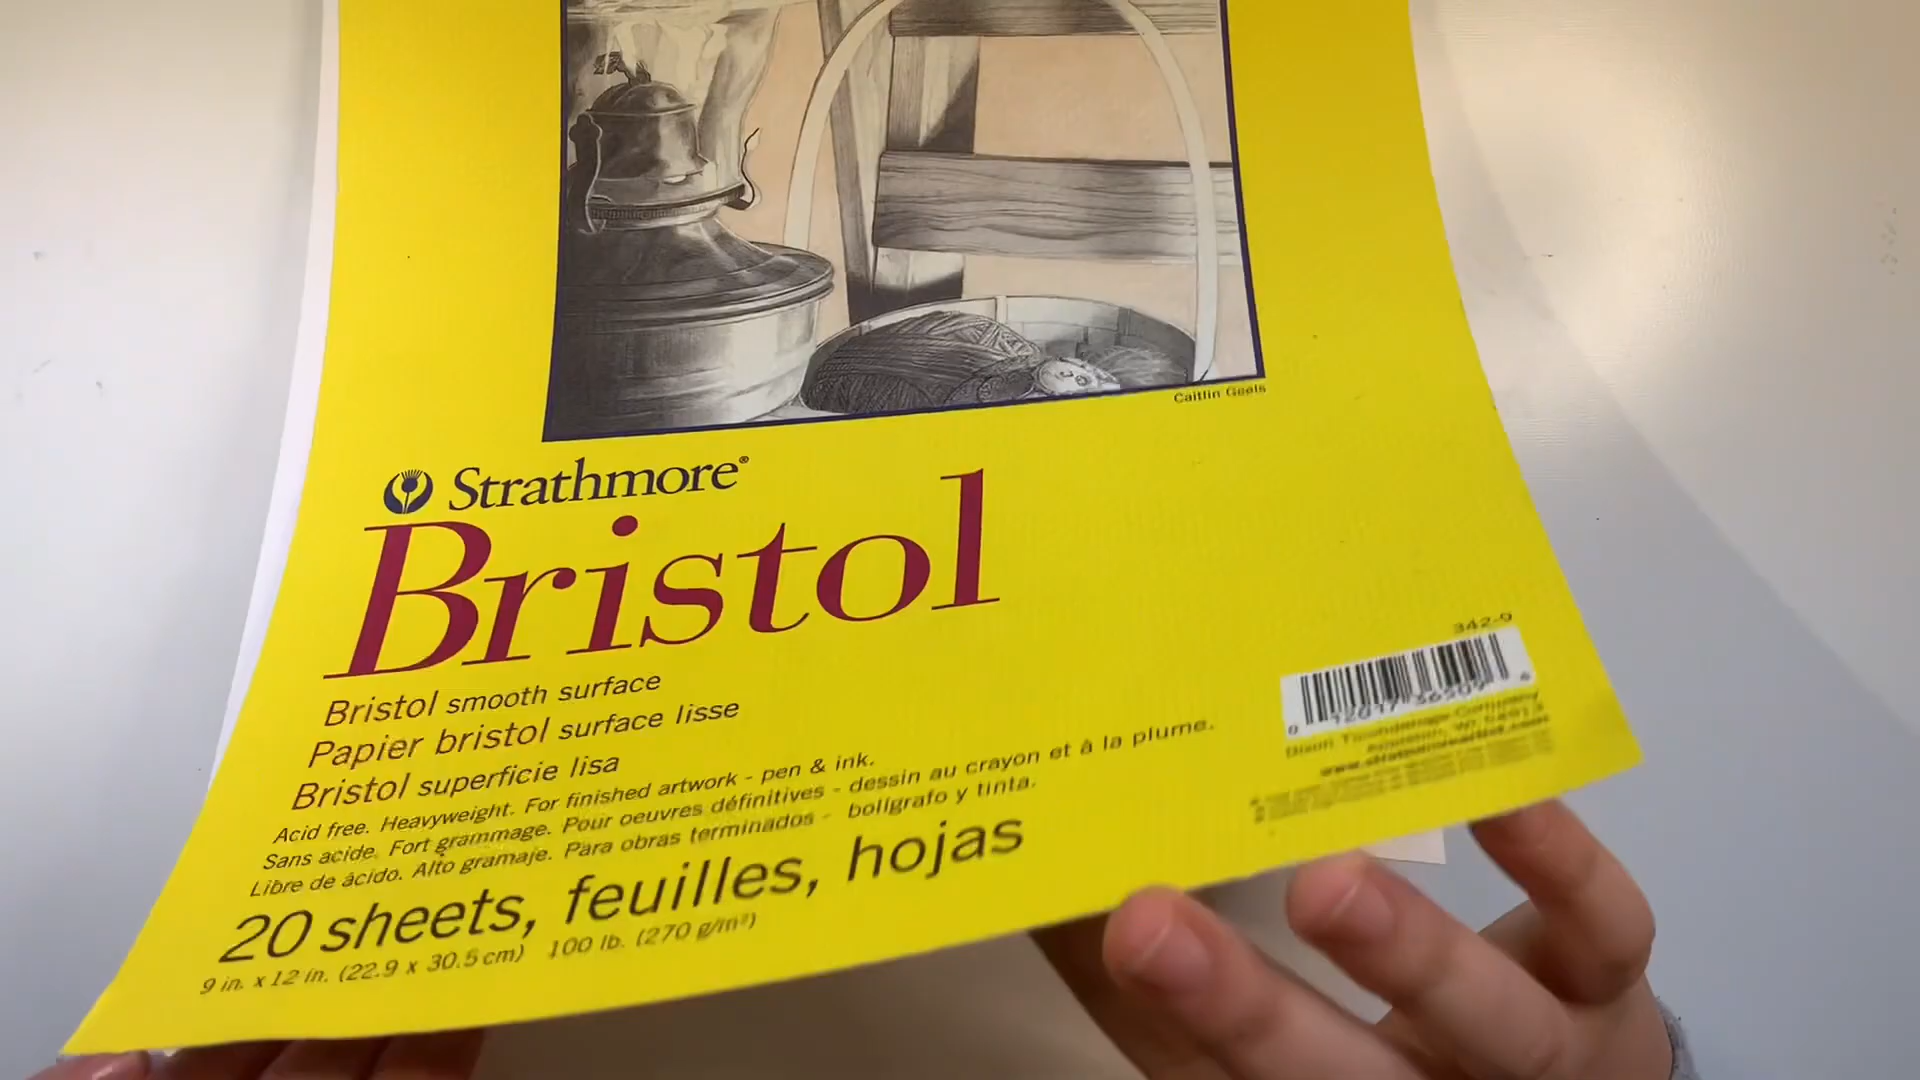 Caitlin Geels
Strathmore®
Bristol
Bristol smooth surface
Papier bristol surface lisse
Bristol superficie lisa
Acid free. Heavyweight. For finished artwork - pen & ink.
Sans acide. Fort grammage. Pour oeuvres définitives - dessin au crayon et à la plume.
Libre de ácido. Alto gramaje. Para obras terminados - bolígrafo y tinta.
20 sheets, feuilles, hojas
9 in. x 12 in. (22.9 x 30.5 cm) 100 lb. (270 g/m²)
342-9